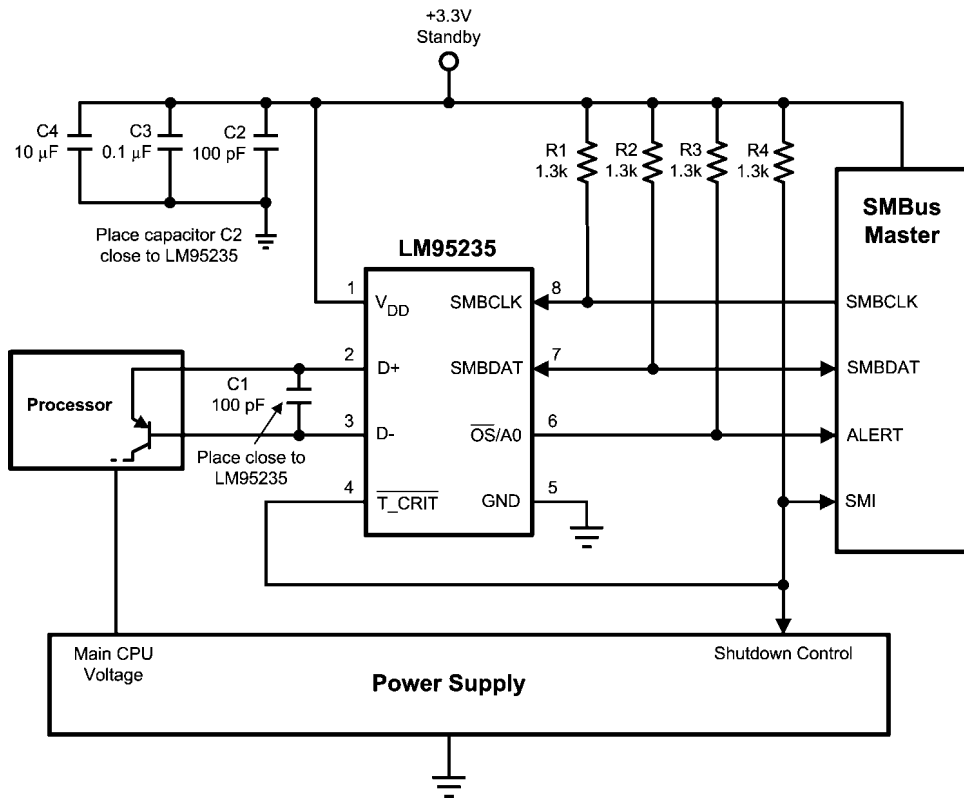 +3.3V
Standby
C4
10 μF
C3
0.1 μF
C2
100 pF
R1
1.3k
R2
1.3k
R3
1.3k
R4
1.3k
SMBus
Master
Place capacitor C2
close to LM95235
LM95235
1
VDD
SMBCLK
8
SMBCLK
2
D+
SMBDAT
7
SMBDAT
Processor
C1
100 pF
3
D-
OS/A0
6
ALERT
Place close to
LM95235
4
T_CRIT
GND
5
SMI
Main CPU
Voltage
Shutdown Control
Power Supply